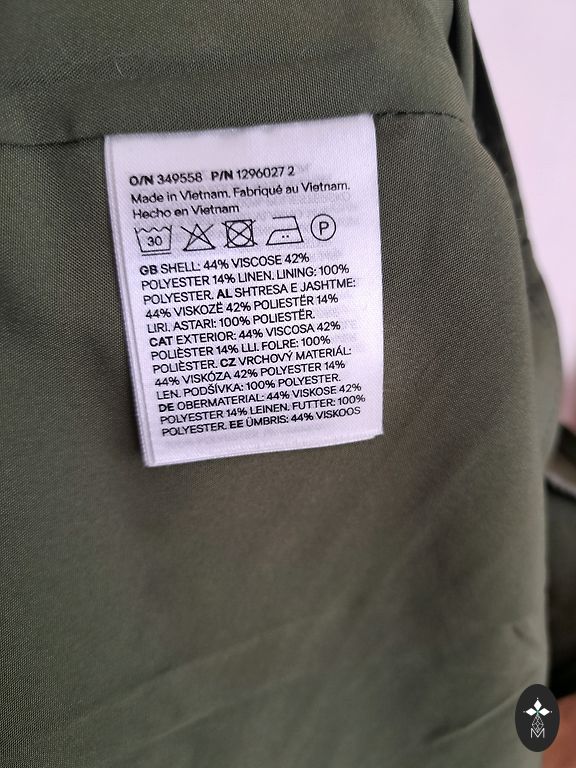 O/N 349558 P/N 1296027 2
Made in Vietnam. Fabriqué au Vietnam.
Hecho en Vietnam
30 P
GB SHELL: 44% VISCOSE 42%
POLYESTER 14% LINEN. LINING: 100%
POLYESTER. AL SHTRESA E JASHTME:
44% VISKOZË 42% POLIESTËR 14%
LIRI. ASTARI: 100% POLIESTËR.
CAT EXTERIOR: 44% VISCOSA 42%
POLIÈSTER 14% LLI. FOLRE: 100%
POLIÈSTER. CZ VRCHOVÝ MATERIÁL:
44% VISKÓZA 42% POLYESTER 14%
LEN. PODŠÍVKA: 100% POLYESTER.
DE OBERMATERIAL: 44% VISKOSE 42%
POLYESTER 14% LEINEN. FUTTER: 100%
POLYESTER. EE ÜMBRIS: 44% VISKOOS
M